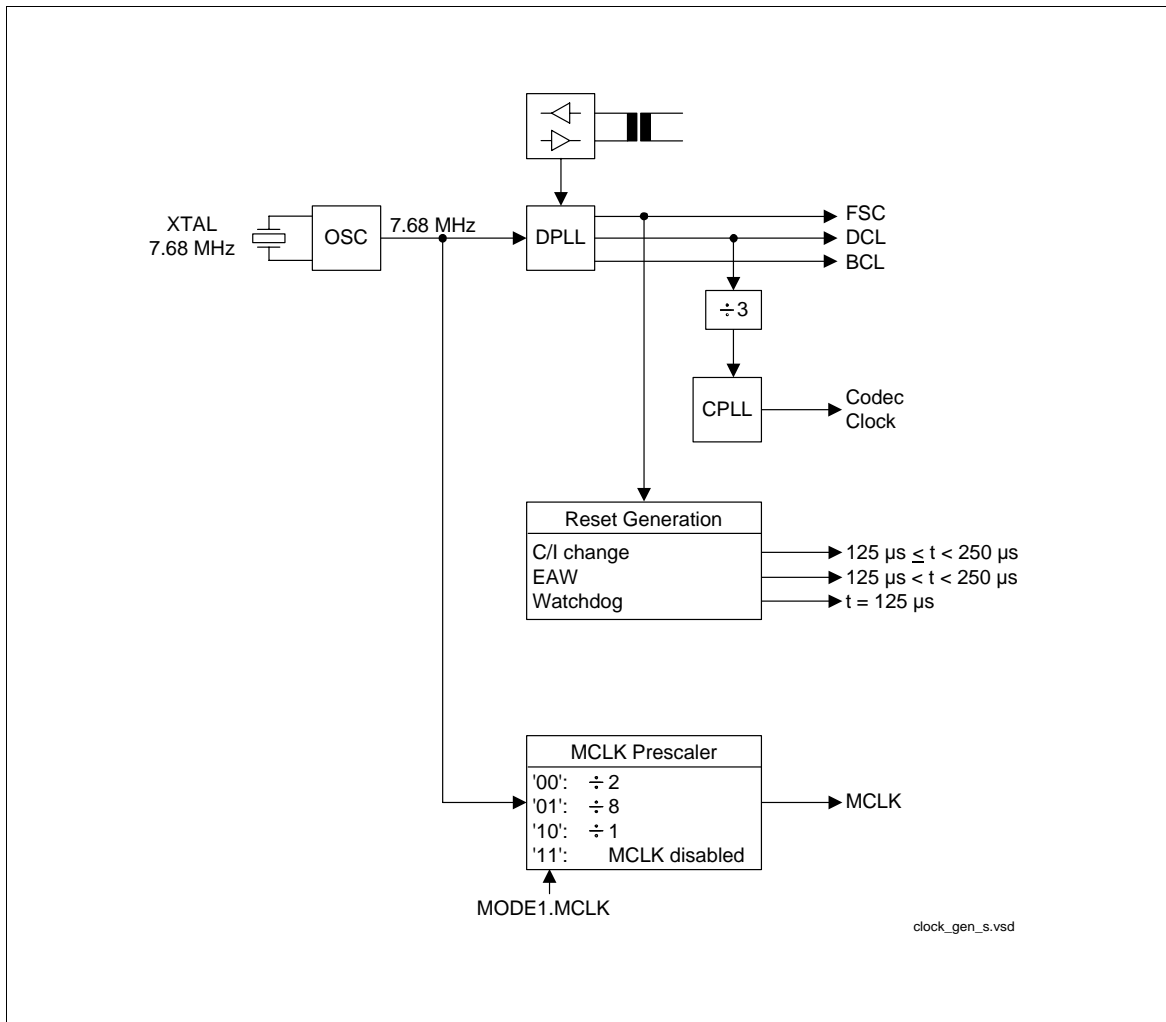 XTAL
7.68 MHz
OSC
7.68 MHz
DPLL
FSC
DCL
BCL
÷3
CPLL
Codec
Clock
Reset Generation
C/I change
125 µs ≤ t < 250 µs
EAW
125 µs < t < 250 µs
Watchdog
t = 125 µs
MCLK Prescaler
'00': ÷2
'01': ÷8
'10': ÷1
'11': MCLK disabled
MCLK
MODE1.MCLK
clock_gen_s.vsd